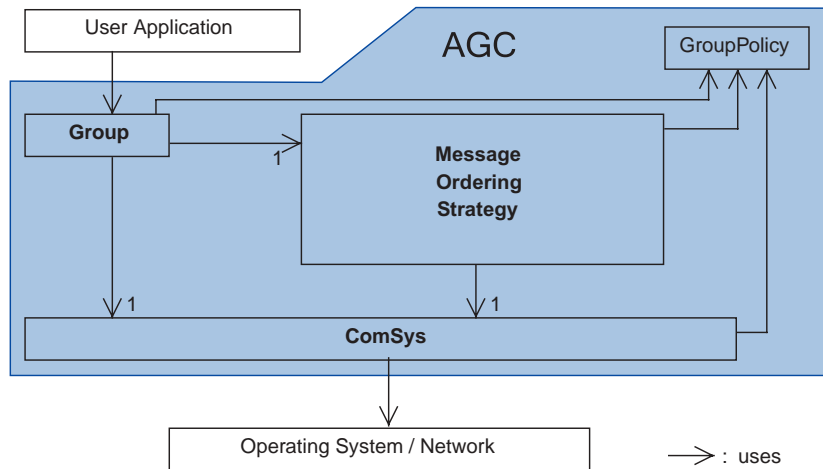 User Application
AGC
GroupPolicy
Group
1
Message
Ordering
Strategy
1
1
ComSys
Operating System / Network
: uses